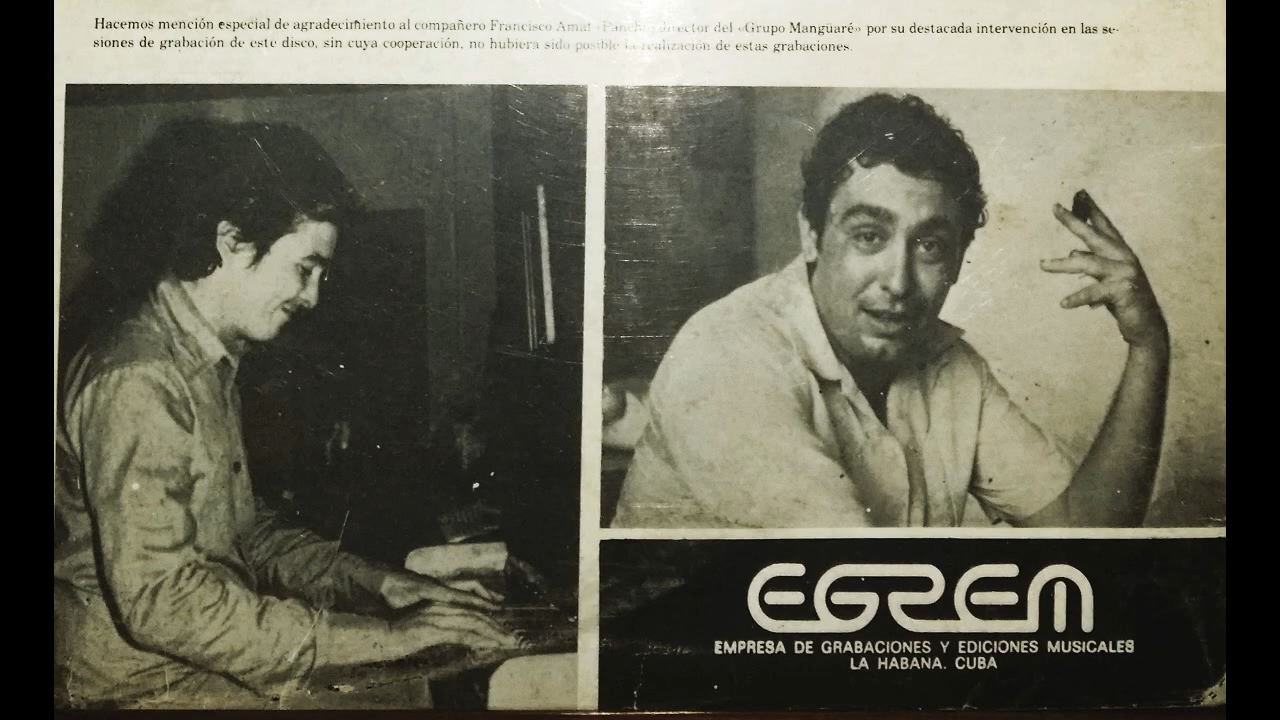 Hacemos mención especial de agradecimiento al compañero Francisco Amat «Pancho» director del «Grupo Mangüaré» por su destacada intervención en las se-
siones de grabación de este disco, sin cuya cooperación, no hubiera sido posible la realización de estas grabaciones.
EGREM
EMPRESA DE GRABACIONES Y EDICIONES MUSICALES
LA HABANA. CUBA